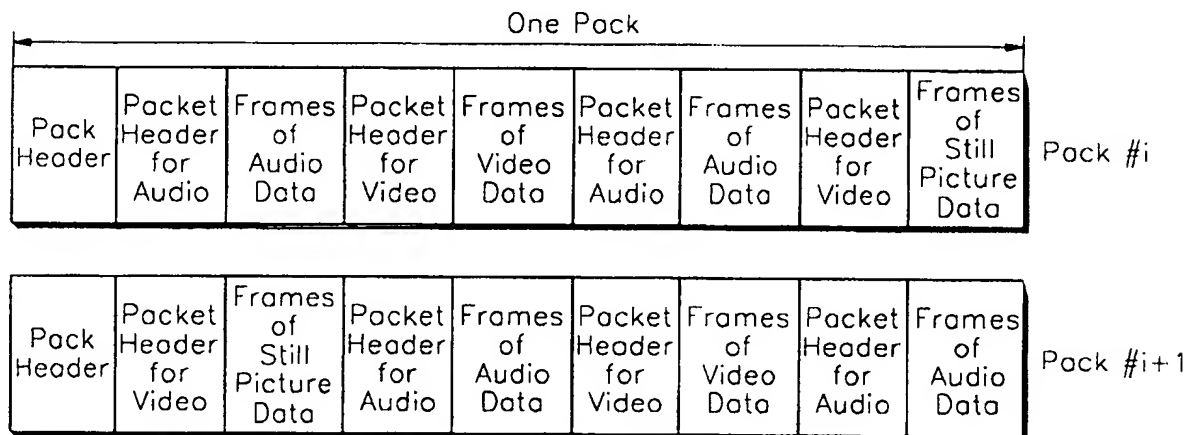 One Pack
Pack
Header
Packet
Header
for
Audio
Frames
of
Audio
Data
Packet
Header
for
Video
Frames
of
Video
Data
Packet
Header
for
Audio
Frames
of
Audio
Data
Packet
Header
for
Video
Frames
of
Still
Picture
Data
Pack #i
Pack
Header
Packet
Header
for
Video
Frames
of
Still
Picture
Data
Packet
Header
for
Audio
Frames
of
Audio
Data
Packet
Header
for
Video
Frames
of
Video
Data
Packet
Header
for
Audio
Frames
of
Audio
Data
Pack #i+1